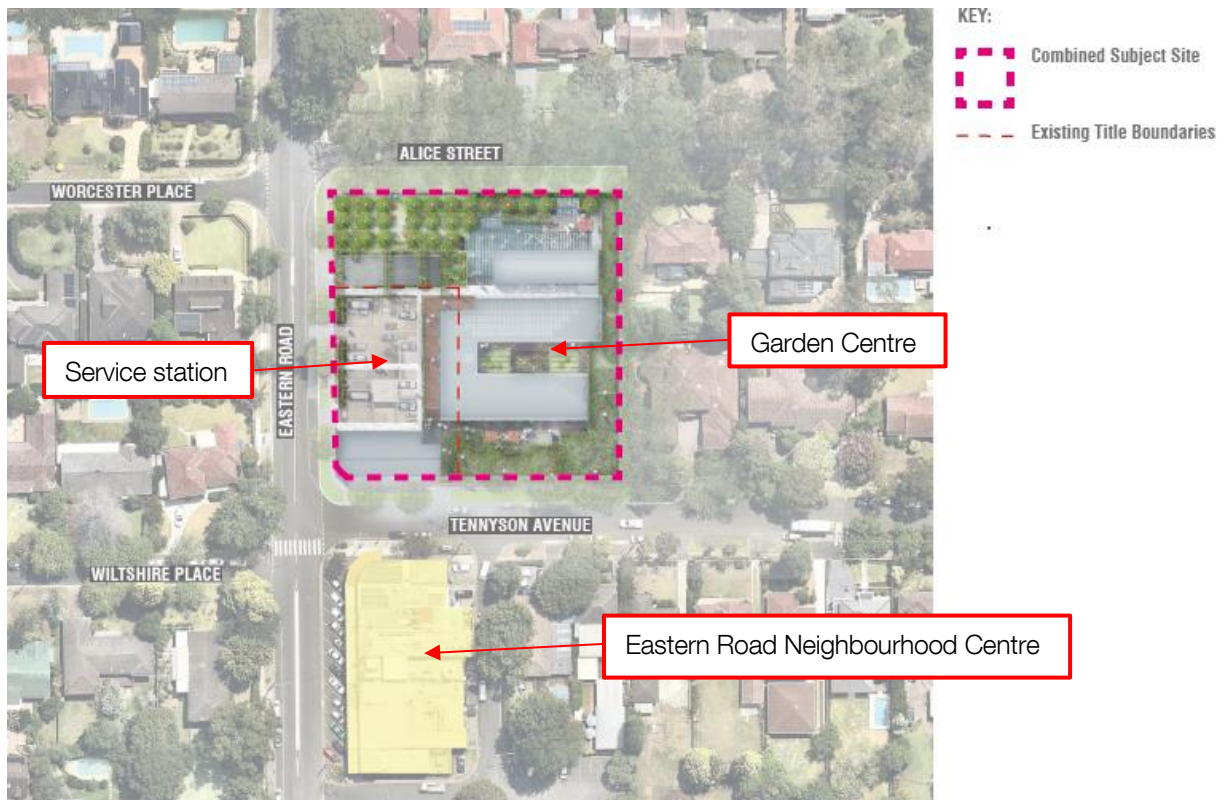 KEY:
Combined Subject Site
Existing Title Boundaries
ALICE STREET
WORCESTER PLACE
EASTERN ROAD
Service station
Garden Centre
TENNYSON AVENUE
WILTSHIRE PLACE
Eastern Road Neighbourhood Centre